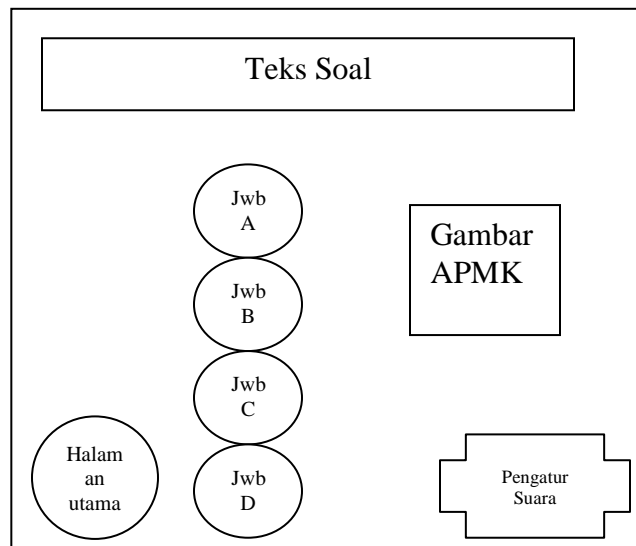 Teks Soal
Jwb
A
Gambar
APMK
Jwb
B
Jwb
C
Halam
an
utama
Jwb
D
Pengatur
Suara